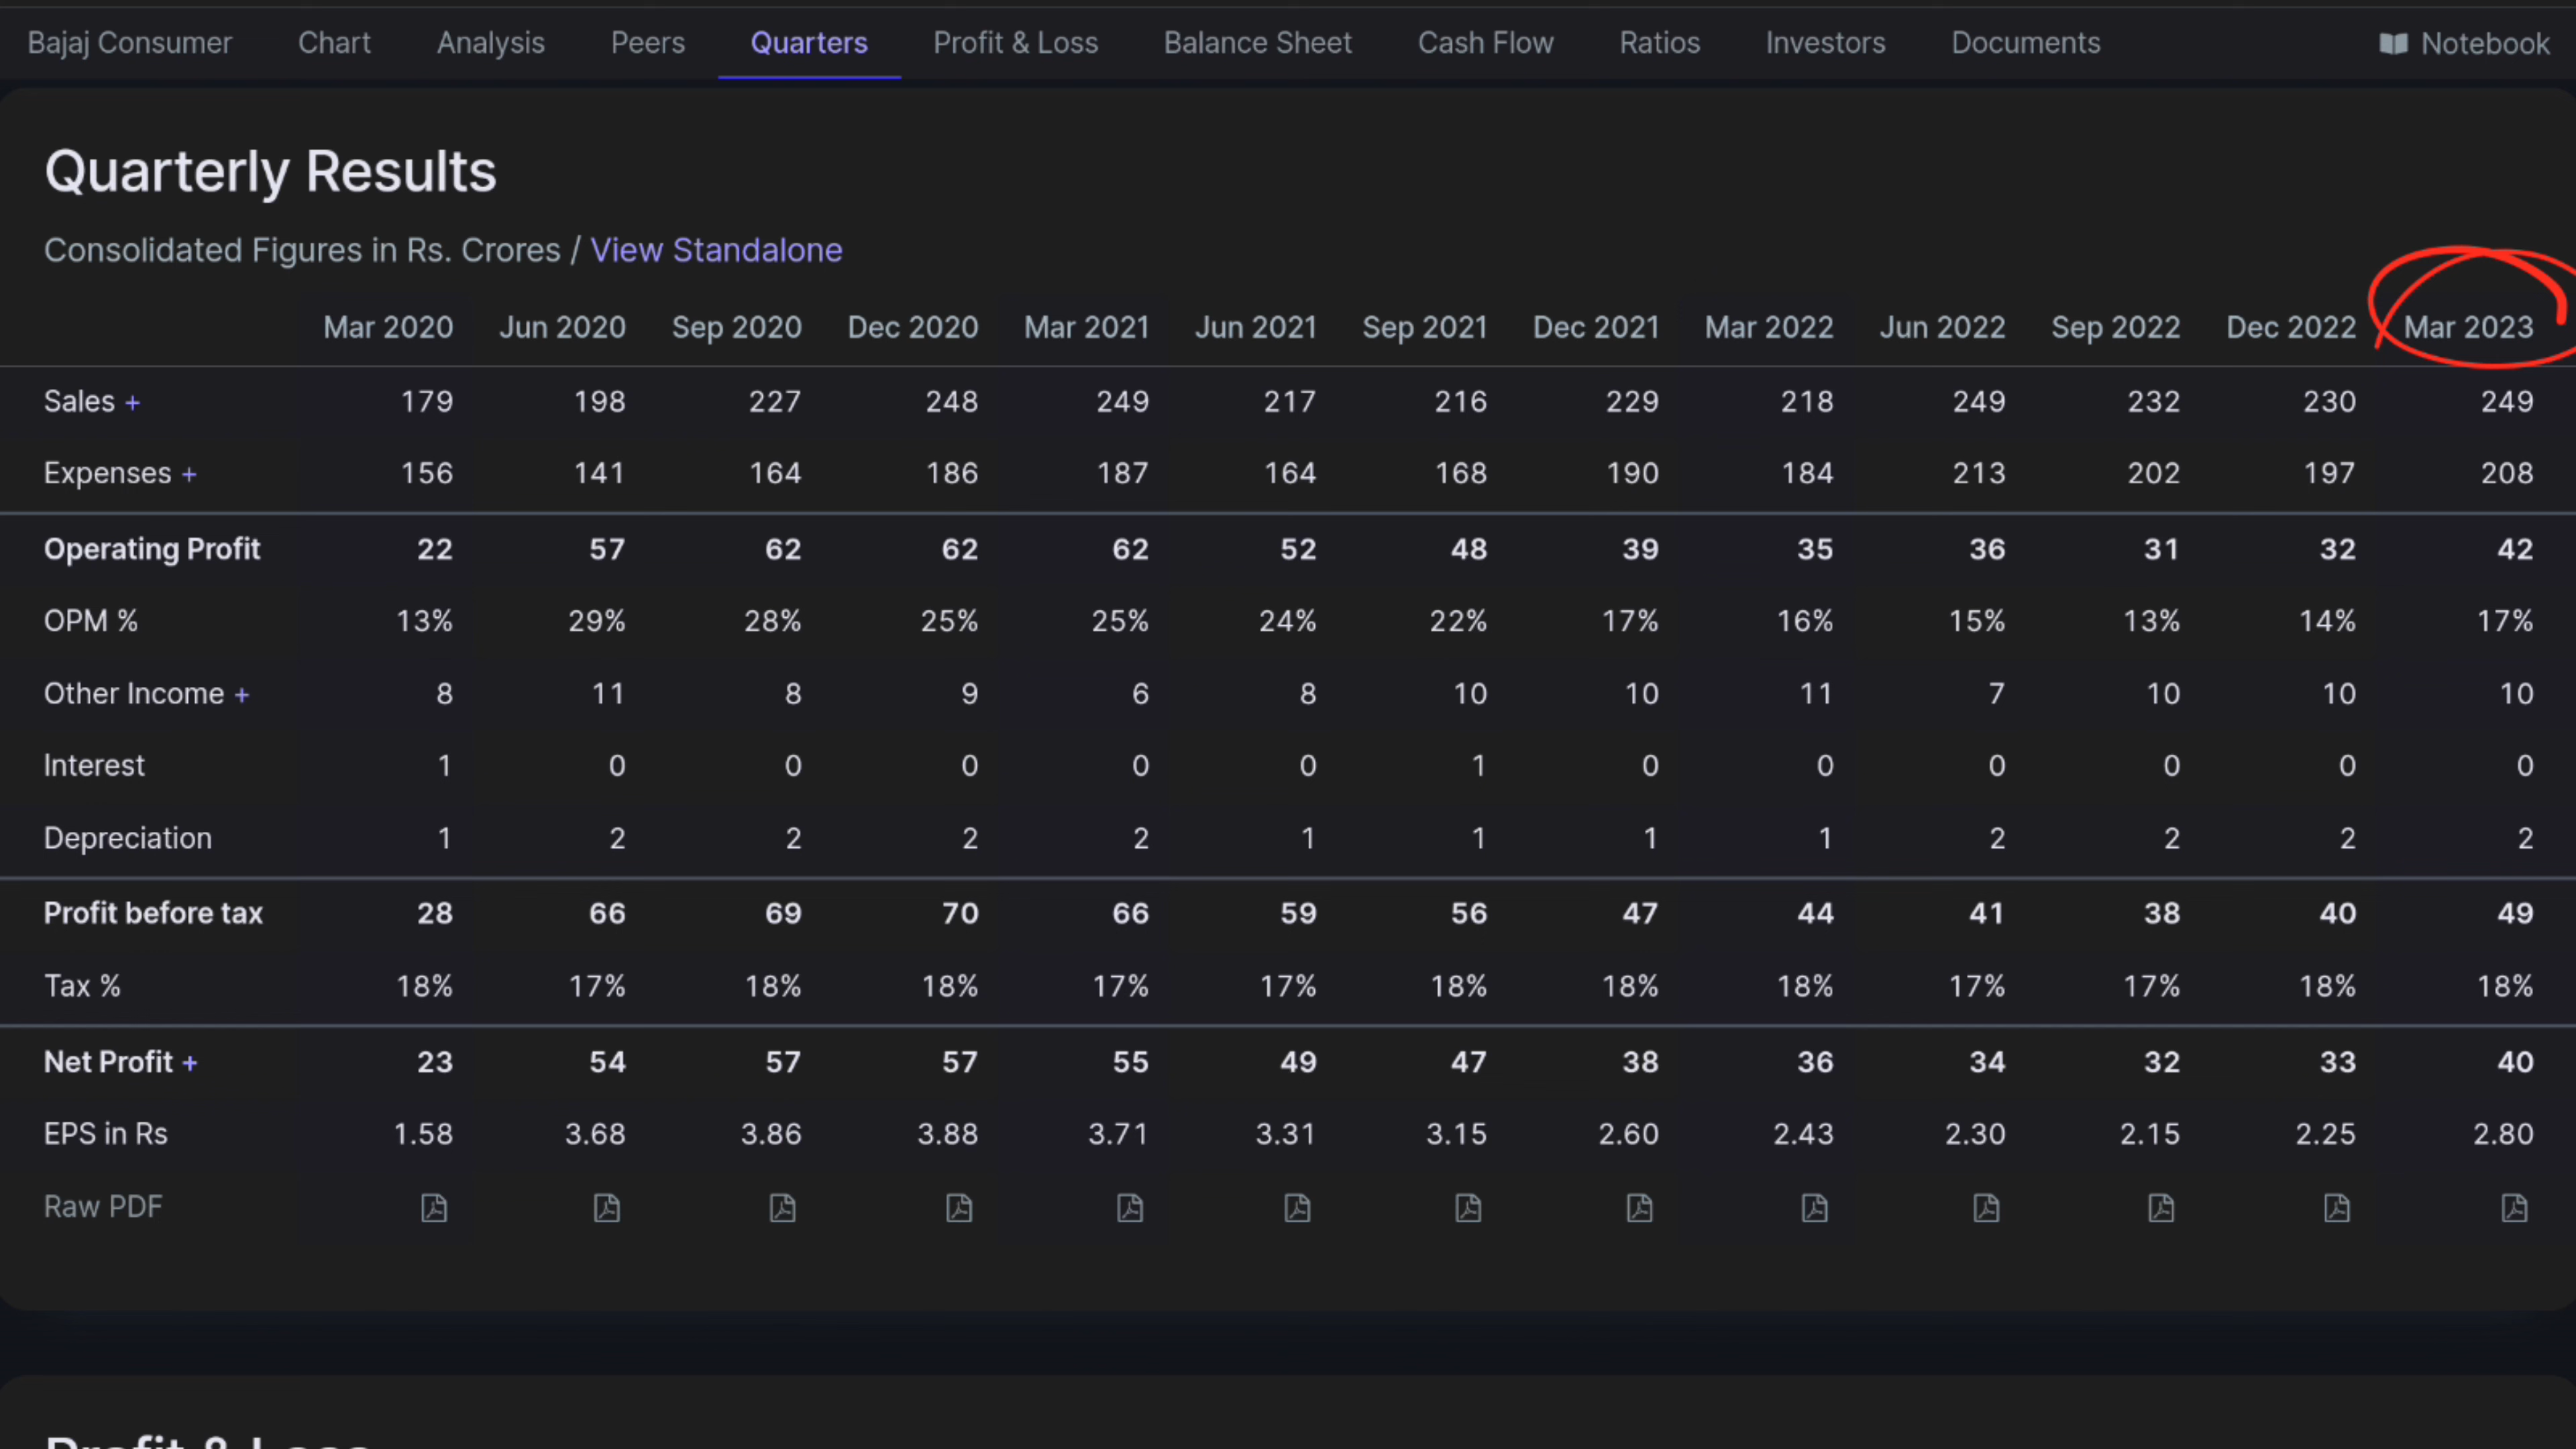 Bajaj Consumer Chart Analysis Peers Quarters Profit & Loss Balance Sheet Cash Flow Ratios Investors Documents Notebook
Quarterly Results
Consolidated Figures in Rs. Crores / View Standalone
Mar 2020 Jun 2020 Sep 2020 Dec 2020 Mar 2021 Jun 2021 Sep 2021 Dec 2021 Mar 2022 Jun 2022 Sep 2022 Dec 2022 Mar 2023
Sales + 179 198 227 248 249 217 216 229 218 249 232 230 249
Expenses + 156 141 164 186 187 164 168 190 184 213 202 197 208
Operating Profit 22 57 62 62 62 52 48 39 35 36 31 32 42
OPM % 13% 29% 28% 25% 25% 24% 22% 17% 16% 15% 13% 14% 17%
Other Income + 8 11 8 9 6 8 10 10 11 7 10 10 10
Interest 1 0 0 0 0 0 1 0 0 0 0 0 0
Depreciation 1 2 2 2 2 1 1 1 1 2 2 2 2
Profit before tax 28 66 69 70 66 59 56 47 44 41 38 40 49
Tax % 18% 17% 18% 18% 17% 17% 18% 18% 18% 17% 17% 18% 18%
Net Profit + 23 54 57 57 55 49 47 38 36 34 32 33 40
EPS in Rs 1.58 3.68 3.86 3.88 3.71 3.31 3.15 2.60 2.43 2.30 2.15 2.25 2.80
Raw PDF
Profit & Loss